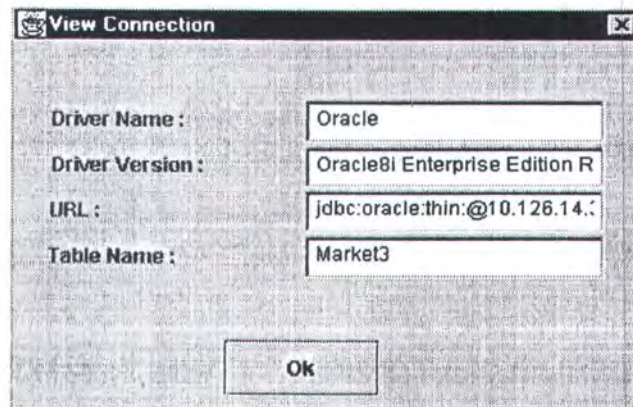 View Connection
Driver Name : Oracle
Driver Version : Oracle8i Enterprise Edition R
URL : jdbc:oracle:thin:@10.126.14.
Table Name : Market3
Ok